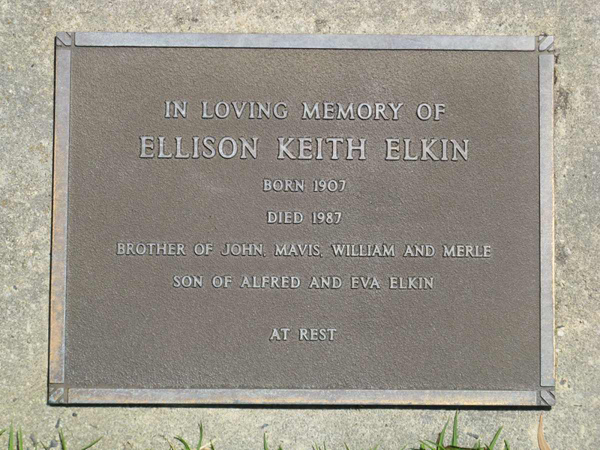 IN LOVING MEMORY OF
ELLISON KEITH ELKIN
BORN 1907
DIED 1987
BROTHER OF JOHN, MAVIS, WILLIAM AND MERLE
SON OF ALFRED AND EVA ELKIN
AT REST